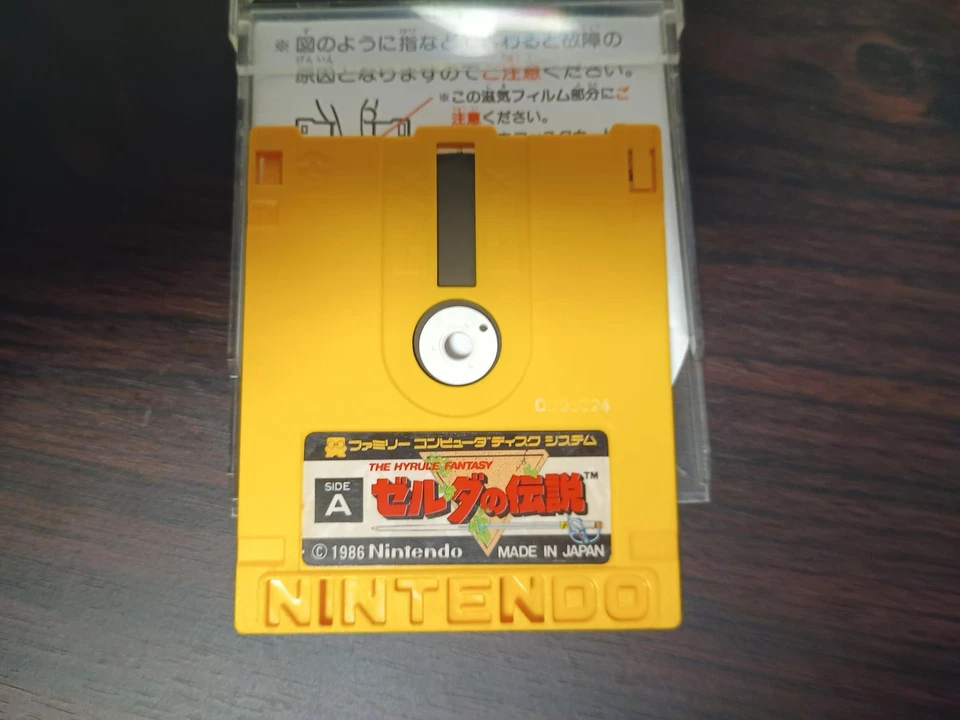 ※図のように指など
わると故障の
原因となりますのでご注意ください。
※この磁気フィルム部分にご
注意ください。
ファミリー コンピュータ ディスク システム
THE HYRULE FANTASY
SIDE
A
ゼルダの伝説™
© 1986 Nintendo
MADE IN JAPAN
NINTENDO